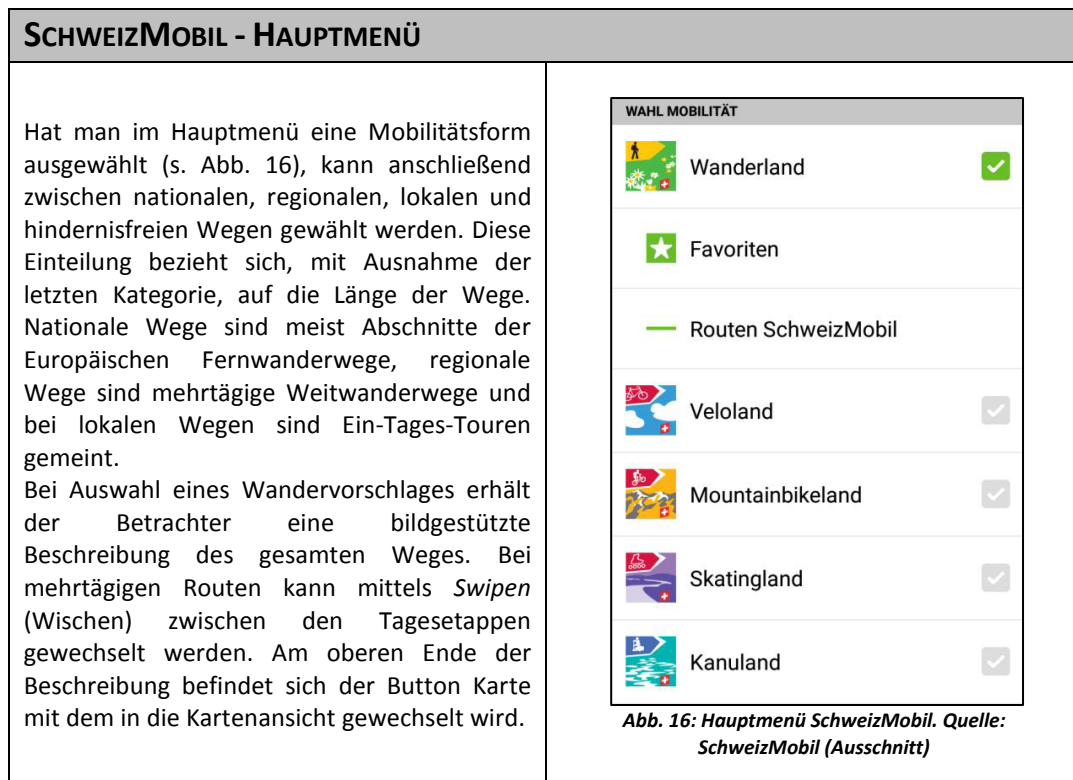 SCHWEIZMOBIL - HAUPTMENÜ
Hat man im Hauptmenü eine Mobilitätsform
ausgewählt (s. Abb. 16), kann anschließend
zwischen nationalen, regionalen, lokalen und
hindernisfreien Wegen gewählt werden. Diese
Einteilung bezieht sich, mit Ausnahme der
letzten Kategorie, auf die Länge der Wege.
Nationale Wege sind meist Abschnitte der
Europäischen Fernwanderwege, regionale
Wege sind mehrtägige Weitwanderwege und
bei lokalen Wegen sind Ein-Tages-Touren
gemeint.
Bei Auswahl eines Wandervorschlages erhält
der Betrachter eine bildgestützte
Beschreibung des gesamten Weges. Bei
mehrtägigen Routen kann mittels Swipen
(Wischen) zwischen den Tagesetappen
gewechselt werden. Am oberen Ende der
Beschreibung befindet sich der Button Karte
mit dem in die Kartenansicht gewechselt wird.
WAHL MOBILITÄT
Wanderland
Favoriten
Routen SchweizMobil
Veloland
Mountainbikeland
Skatingland
Kanuland
Abb. 16: Hauptmenü SchweizMobil. Quelle:
SchweizMobil (Ausschnitt)